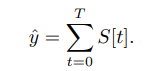 ŷ = ∑_{t=0}^{T} S[t].